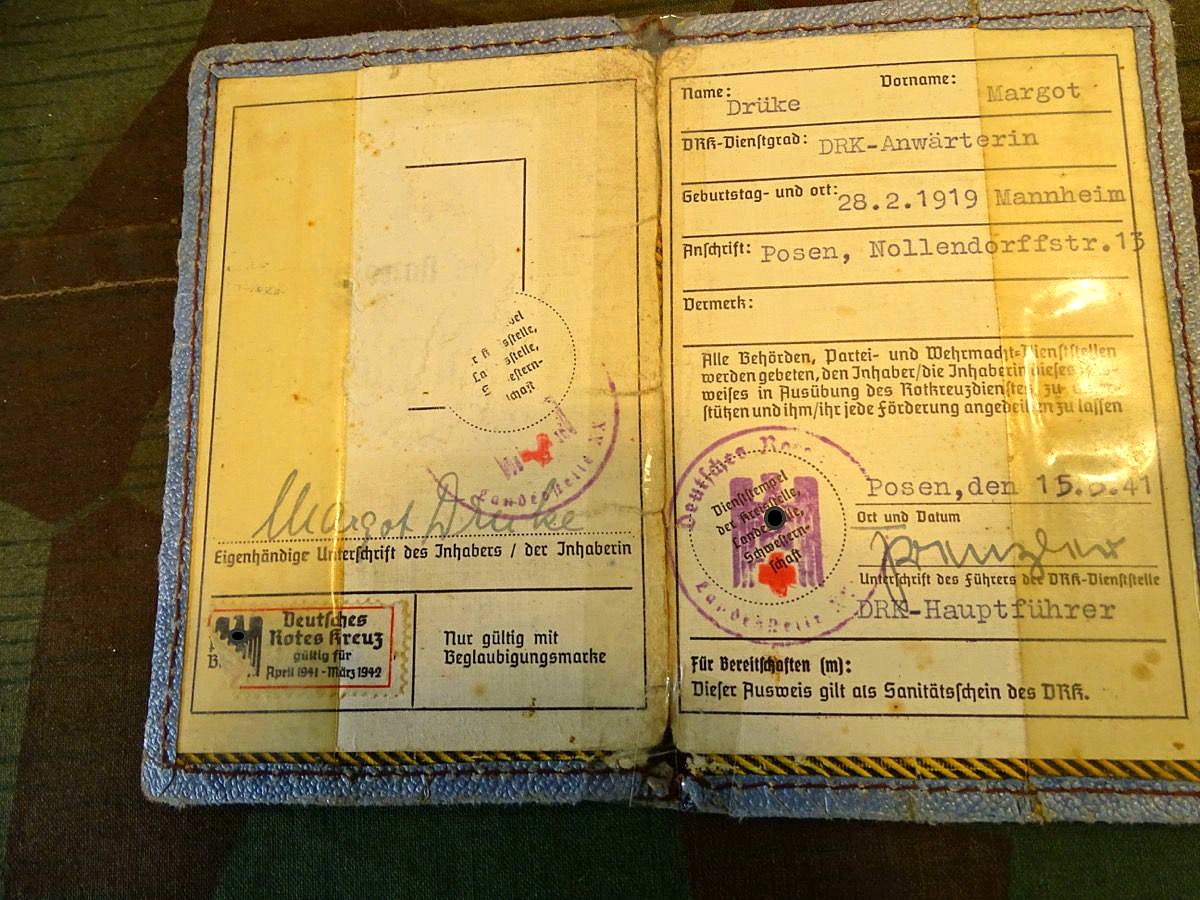 Margot Drüke
Eigenhändige Unterschrift des Inhabers / der Inhaberin
Deutsches
Rotes Kreuz
gültig für
April 1941 - März 1942
Nur gültig mit
Beglaubigungsmarke
Landesstelle XX
Name: Drüke Vorname: Margot
DRK-Dienstgrad: DRK-Anwärterin
Geburtstag- und ort: 28.2.1919 Mannheim
Anschrift: Posen, Nollendorffstr.13
Vermerk:
Alle Behörden, Partei- und Wehrmacht-Dienststellen
werden gebeten, den Inhaber/die Inhaberin dieses
weises in Ausübung des Rotkreuzdienstes zu
stützen und ihm/ihr jede Förderung angedeihen zu lassen
Deutsches
Dienststempel
der Kreisstelle,
Landesstelle,
Schwestern-
schaft
Landesstelle
Posen, den 15.5.41
Ort und Datum
Unterschrift des Führers der DRK-Dienststelle
DRK-Hauptführer
Für Bereitschaften (m):
Dieser Ausweis gilt als Sanitätsschein des DRK.